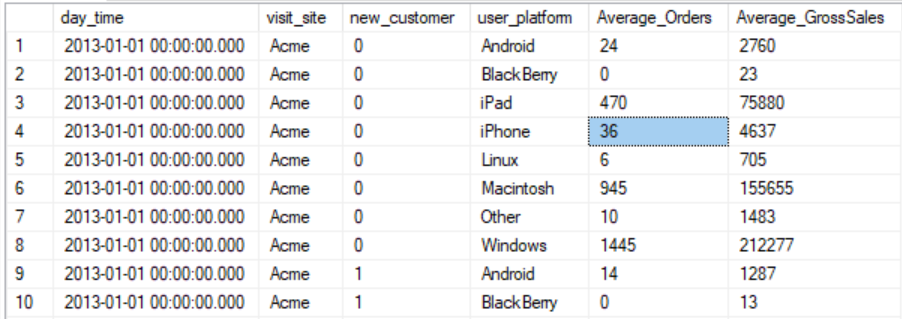 day_time visit_site new_customer user_platform Average_Orders Average_GrossSales
1 2013-01-01 00:00:00.000 Acme 0 Android 24 2760
2 2013-01-01 00:00:00.000 Acme 0 BlackBerry 0 23
3 2013-01-01 00:00:00.000 Acme 0 iPad 470 75880
4 2013-01-01 00:00:00.000 Acme 0 iPhone 36 4637
5 2013-01-01 00:00:00.000 Acme 0 Linux 6 705
6 2013-01-01 00:00:00.000 Acme 0 Macintosh 945 155655
7 2013-01-01 00:00:00.000 Acme 0 Other 10 1483
8 2013-01-01 00:00:00.000 Acme 0 Windows 1445 212277
9 2013-01-01 00:00:00.000 Acme 1 Android 14 1287
10 2013-01-01 00:00:00.000 Acme 1 BlackBerry 0 13